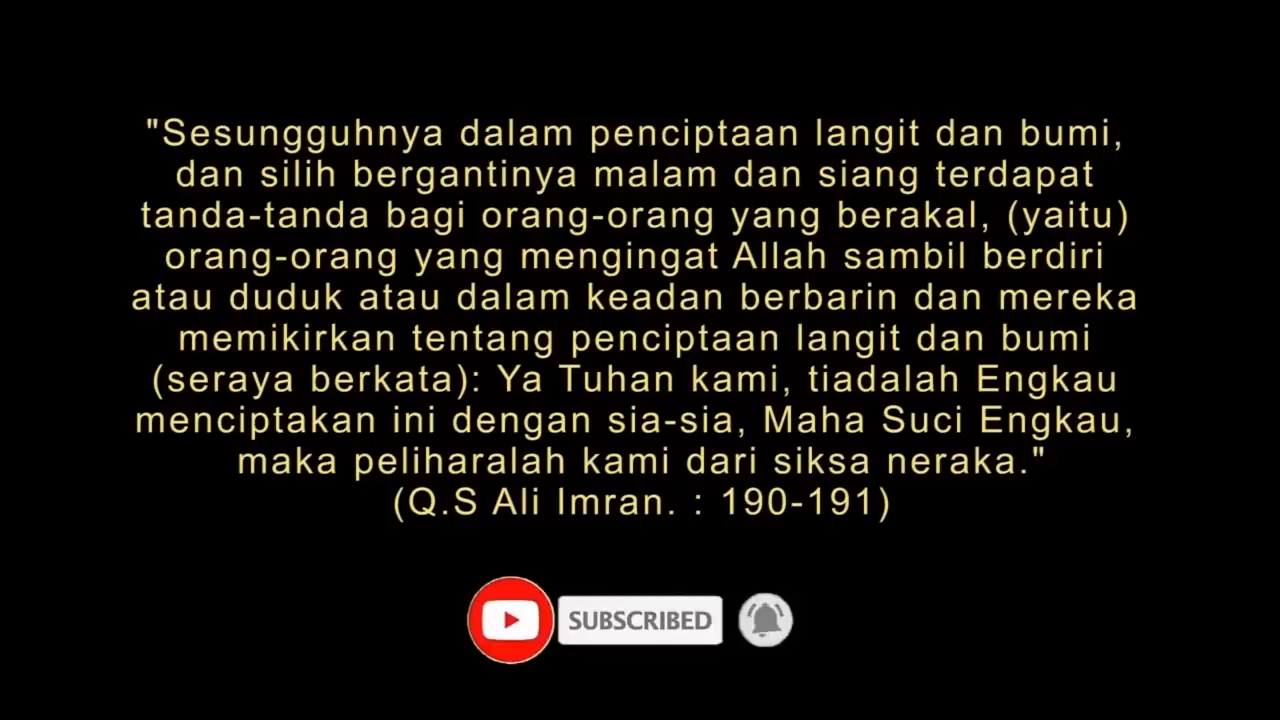 "Sesungguhnya dalam penciptaan langit dan bumi,
dan silih bergantinya malam dan siang terdapat
tanda-tanda bagi orang-orang yang berakal, (yaitu)
orang-orang yang mengingat Allah sambil berdiri
atau duduk atau dalam keadan berbarin dan mereka
memikirkan tentang penciptaan langit dan bumi
(seraya berkata): Ya Tuhan kami, tiadalah Engkau
menciptakan ini dengan sia-sia, Maha Suci Engkau,
maka peliharalah kami dari siksa neraka."
(Q.S Ali Imran. : 190-191)
SUBSCRIBED